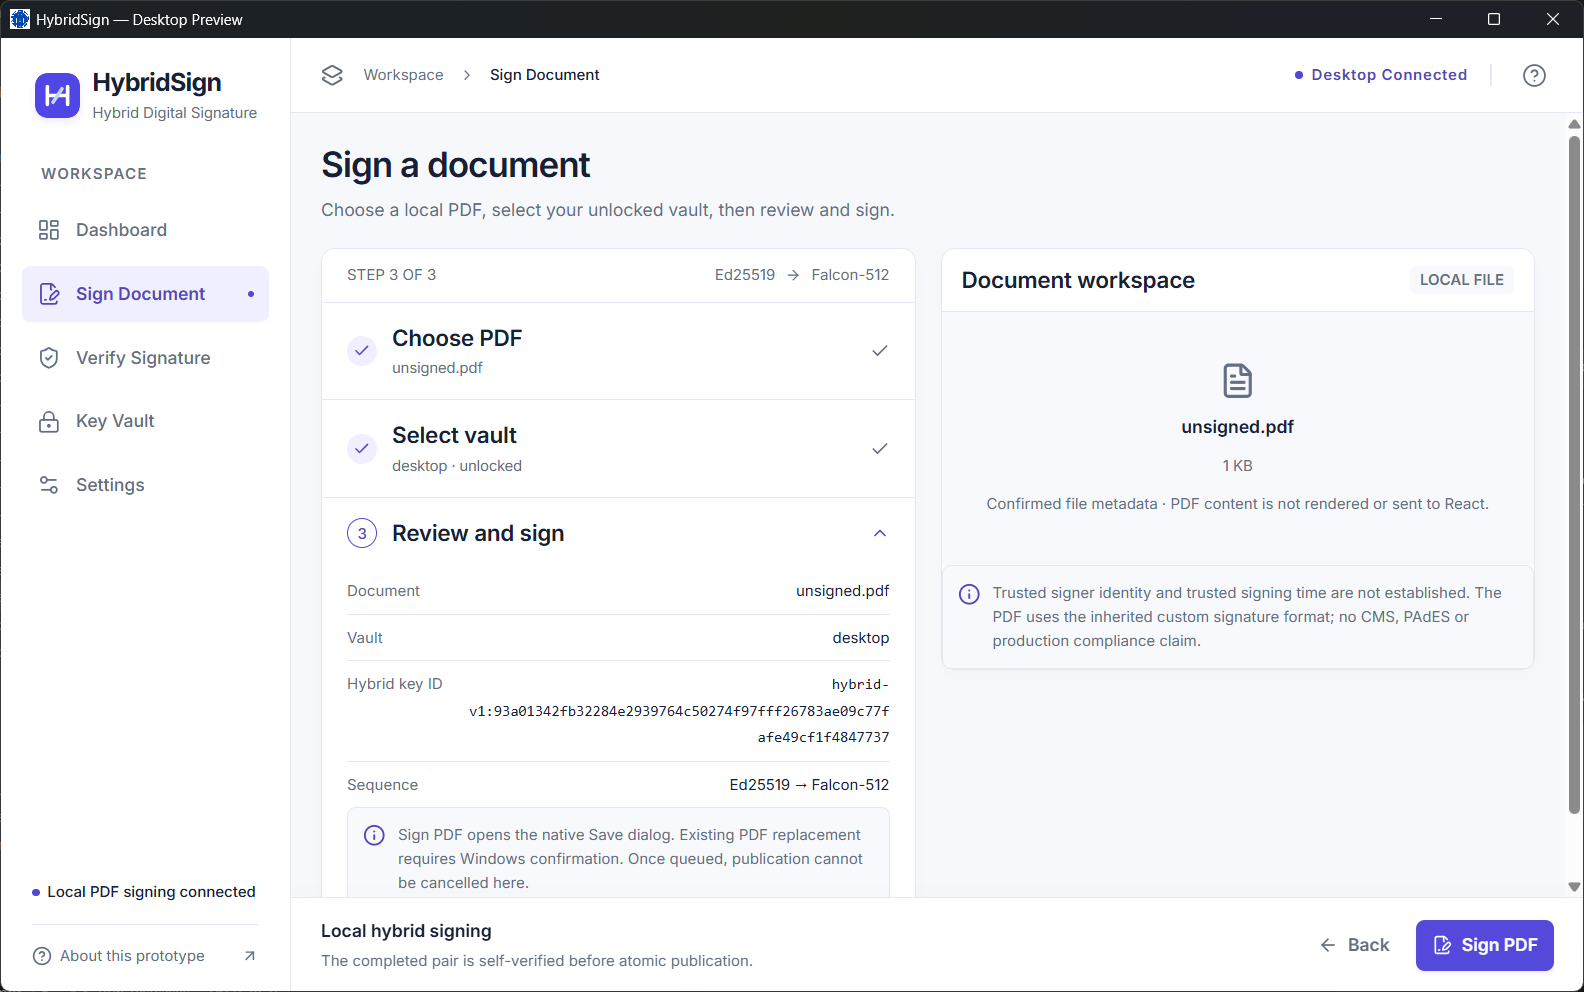 HybridSign — Desktop Preview
HybridSign
Hybrid Digital Signature
WORKSPACE
Dashboard
Sign Document
Verify Signature
Key Vault
Settings
Local PDF signing connected
About this prototype
Workspace
Sign Document
Desktop Connected
Sign a document
Choose a local PDF, select your unlocked vault, then review and sign.
STEP 3 OF 3
Ed25519 → Falcon-512
Choose PDF
unsigned.pdf
Select vault
desktop · unlocked
3 Review and sign
Document unsigned.pdf
Vault desktop
Hybrid key ID hybrid-
v1:93a01342fb32284e2939764c50274f97fff26783ae09c77f
afe49cf1f4847737
Sequence Ed25519 → Falcon-512
Sign PDF opens the native Save dialog. Existing PDF replacement
requires Windows confirmation. Once queued, publication cannot
be cancelled here.
Document workspace
LOCAL FILE
unsigned.pdf
1 KB
Confirmed file metadata · PDF content is not rendered or sent to React.
Trusted signer identity and trusted signing time are not established. The
PDF uses the inherited custom signature format; no CMS, PAdES or
production compliance claim.
Local hybrid signing
The completed pair is self-verified before atomic publication.
← Back
Sign PDF